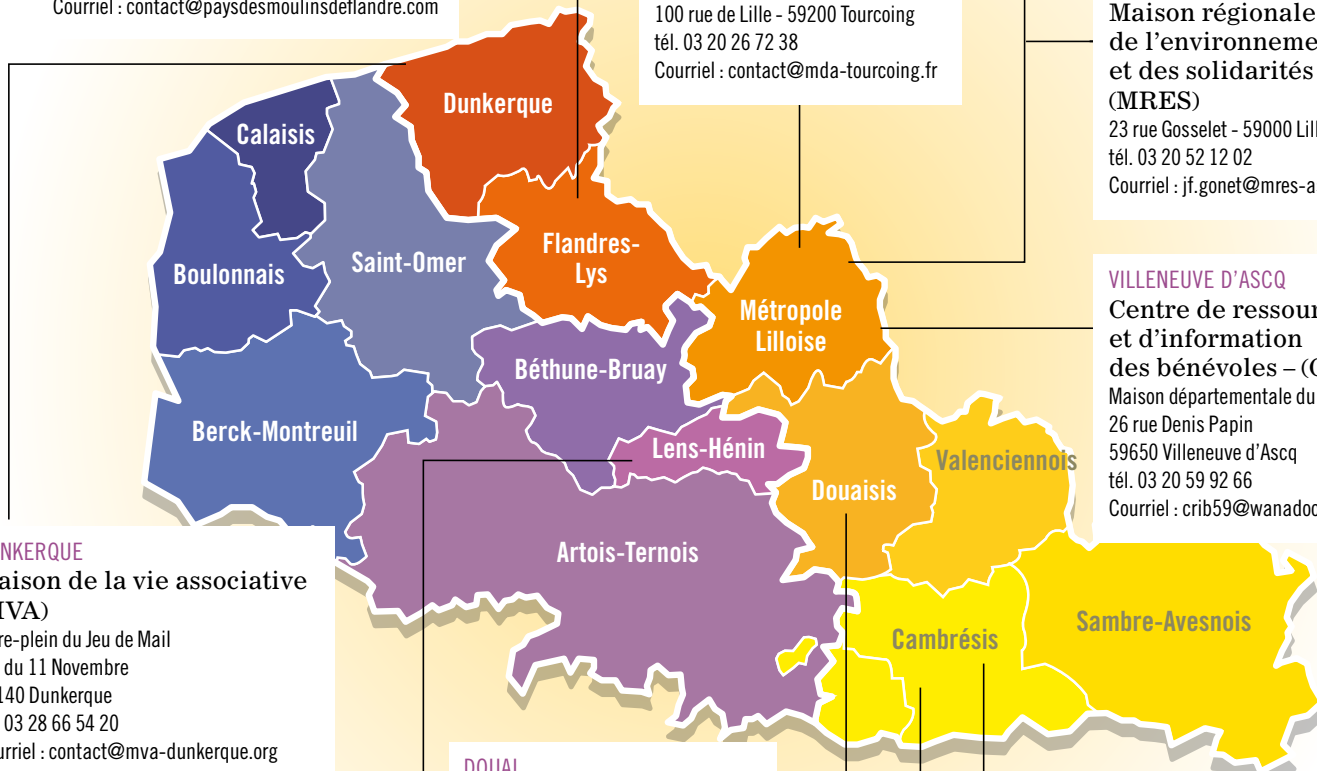 Courriel : contact@paysdesmoulinsdeflandre.com
100 rue de Lille - 59200 Tourcoing
tél. 03 20 26 72 38
Courriel : contact@mda-tourcoing.fr
Maison régionale
de l'environneme
et des solidarités
(MRES)
23 rue Gosselet - 59000 Lill
tél. 03 20 52 12 02
Courriel : jf.gonet@mres-a
Dunkerque
Calaisis
Flandres-
Lys
Saint-Omer
Boulonnais
Métropole
Lilloise
VILLENEUVE D'ASCQ
Centre de ressour
et d'information
des bénévoles – (C
Maison départementale du
26 rue Denis Papin
59650 Villeneuve d'Ascq
tél. 03 20 59 92 66
Courriel : crib59@wanadoo
Béthune-Bruay
Berck-Montreuil
Lens-Hénin
Valenciennois
Douaisis
Artois-Ternois
Cambrésis
Sambre-Avesnois
NKERQUE
aison de la vie associative
IVA)
re-plein du Jeu de Mail
du 11 Novembre
140 Dunkerque
03 28 66 54 20
urriel : contact@mva-dunkerque.org
DOUAI